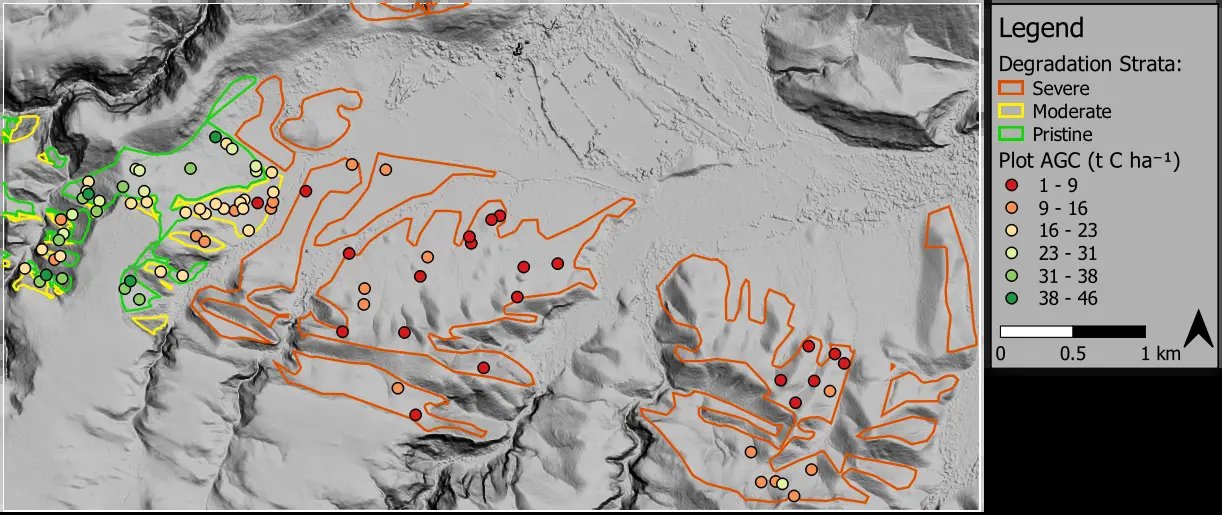 Legend
Degradation Strata:
Severe
Moderate
Pristine
Plot AGC (t C ha⁻¹)
1 - 9
9 - 16
16 - 23
23 - 31
31 - 38
38 - 46
0 0.5 1 km